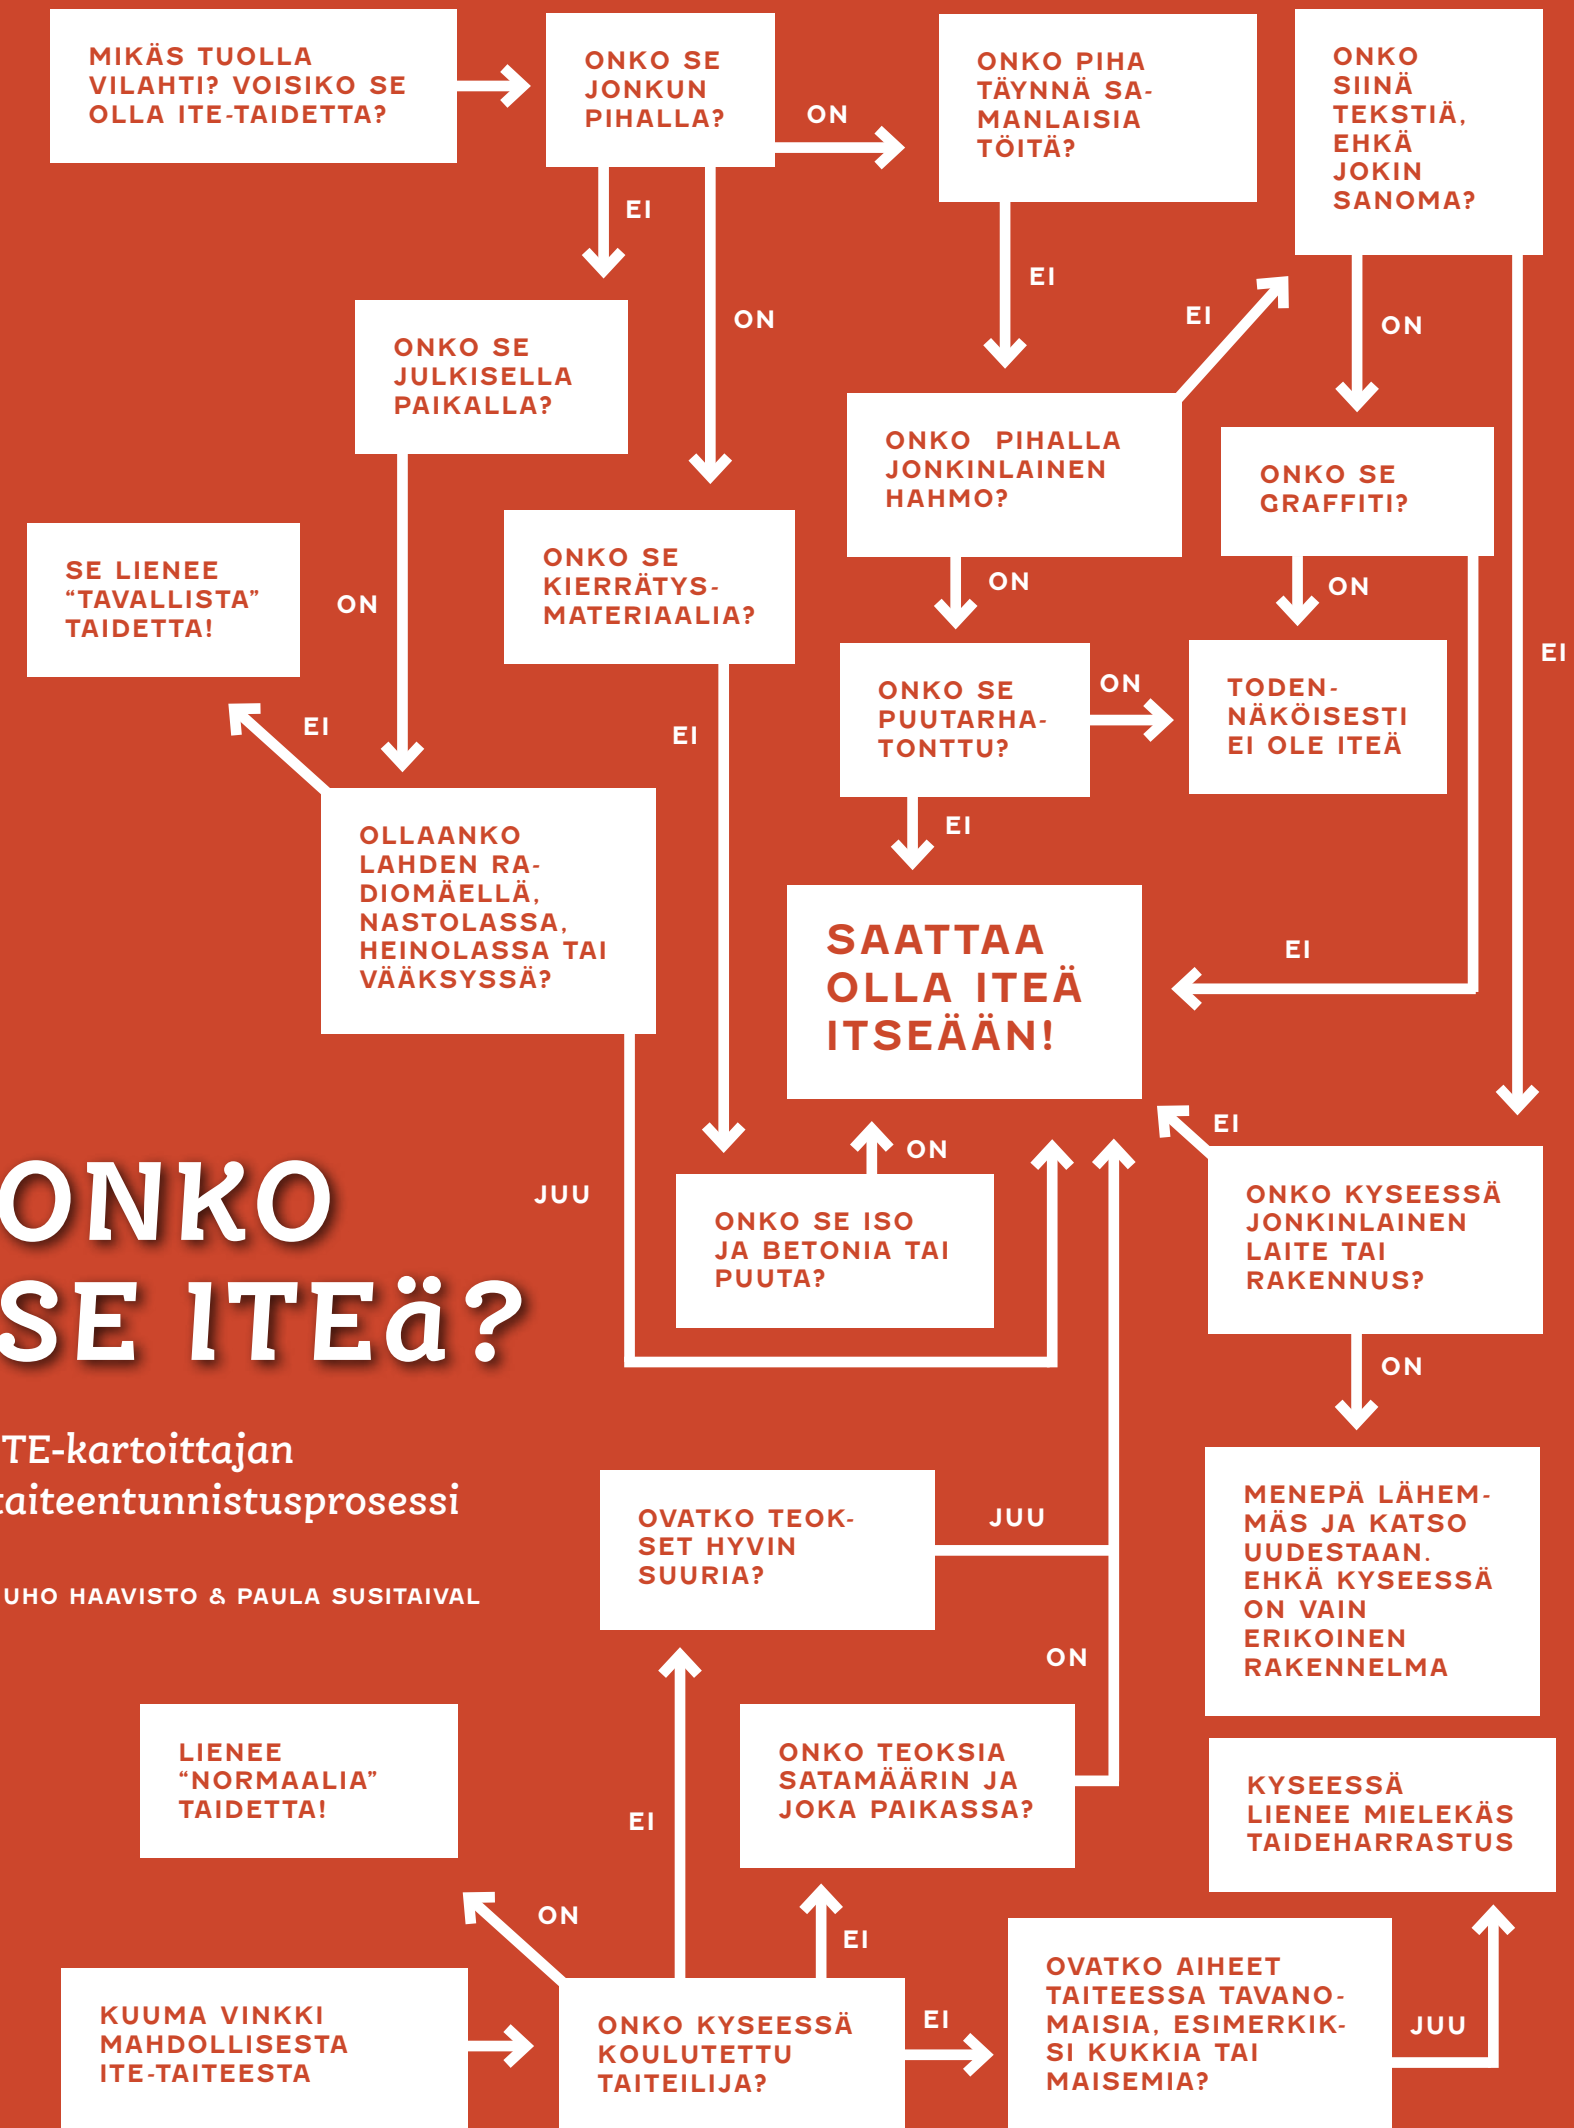 MIKÄS TUOLLA
VILAHTI? VOISIKO SE
OLLA ITE-TAIDETTA?
ONKO SE
JONKUN
PIHALLA?
ON
ONKO PIHA
TÄYNNÄ SA-
MANLAISIA
TÖITÄ?
ONKO
SIINÄ
TEKSTIÄ,
EHKÄ
JOKIN
SANOMA?
EI
ON
EI
EI
ON
ONKO SE
JULKISELLA
PAIKALLA?
ONKO PIHALLA
JONKINLAINEN
HAHMO?
ONKO SE
GRAFFITI?
SE LIENEE
“TAVALLISTA”
TAIDETTA!
ON
ONKO SE
KIERRÄTYS-
MATERIAALIA?
ON
ON
EI
EI
EI
ONKO SE
PUUTARHA-
TONTTU?
ON
TODEN-
NÄKÖISESTI
EI OLE ITEÄ
EI
OLLAANKO
LAHDEN RA-
DIOMÄELLÄ,
NASTOLASSA,
HEINOLASSA TAI
VÄÄKSYSSÄ?
SAATTAA
OLLA ITEÄ
ITSEÄÄN!
EI
EI
ON
JUU
ONKO SE ISO
JA BETONIA TAI
PUUTA?
ONKO KYSEESSÄ
JONKINLAINEN
LAITE TAI
RAKENNUS?
ONKO
SE ITEä?
ON
TE-kartoittajan
taiteentunnistusprosessi
UHO HAAVISTO & PAULA SUSITAIVAL
OVATKO TEOK-
SET HYVIN
SUURIA?
JUU
MENEPÄ LÄHEM-
MÄS JA KATSO
UUDESTAAN.
EHKÄ KYSEESSÄ
ON VAIN
ERIKOINEN
RAKENNELMA
ON
LIENEE
“NORMAALIA”
TAIDETTA!
EI
ONKO TEOKSIA
SATAMÄÄRIN JA
JOKA PAIKASSA?
KYSEESSÄ
LIENEE MIELEKÄS
TAIDEHARRASTUS
ON
EI
KUUMA VINKKI
MAHDOLLISESTA
ITE-TAITEESTA
ONKO KYSEESSÄ
KOULUTETTU
TAITEILIJA?
EI
OVATKO AIHEET
TAITEESSA TAVANO-
MAISIA, ESIMERKIK-
SI KUKKIA TAI
MAISEMIA?
JUU